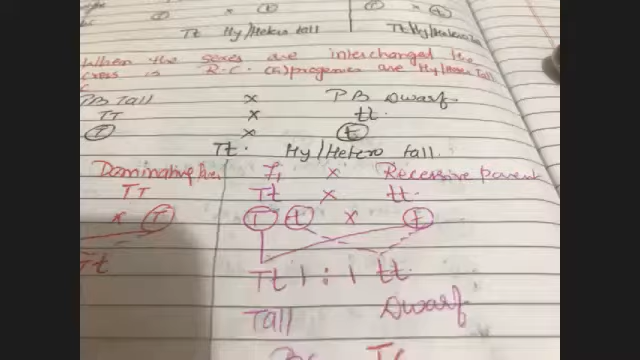 T x t T x t
Tt Hy/Hetero tall Tt Hy/Hetero
When the sexes are interchanged the
cross is R.C. progenies are Hy/Hetero Tall
PB Tall x PB Dwarf
TT x tt.
T x t
Tt. Hy/Hetero tall.
Dominating
TT
x T
Tt
F1 x Recessive parent
Tt x tt.
T t x t
Tt 1 : 1 tt.
Tall Dwarf